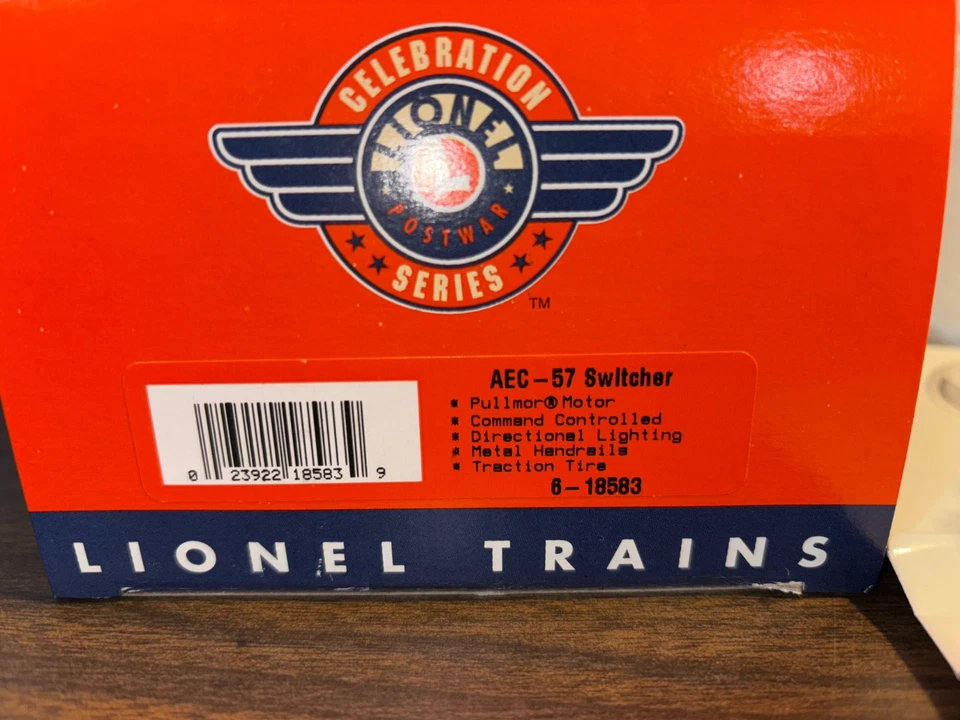 CELEBRATION
LIONEL
POSTWAR
SERIES
TM
AEC-57 Switcher
* Pullmor® Motor
* Command Controlled
* Directional Lighting
* Metal Handrails
* Traction Tire
6-18583
0 23922 18583 9
LIONEL TRAINS